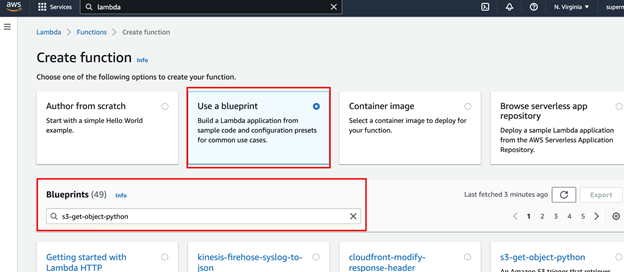 aws
Services
lambda
N. Virginia
Lambda > Functions > Create function
Create function Info
Choose one of the following options to create your function.
Author from scratch
Start with a simple Hello World
example.
Use a blueprint
Build a Lambda application from
sample code and configuration presets
for common use cases.
Container image
Select a container image to deploy for
your function.
Browse serverless app
repository
Deploy a sample Lambda application
from the AWS Serverless Application
Repository.
Blueprints (49) Info
Last fetched 3 minutes ago
Export
s3-get-object-python
1 2 3 4 5
Getting started with
Lambda HTTP
kinesis-firehose-syslog-to-
json
cloudfront-modify-
response-header
s3-get-object-python
An Amazon S3 trigger that retrieves